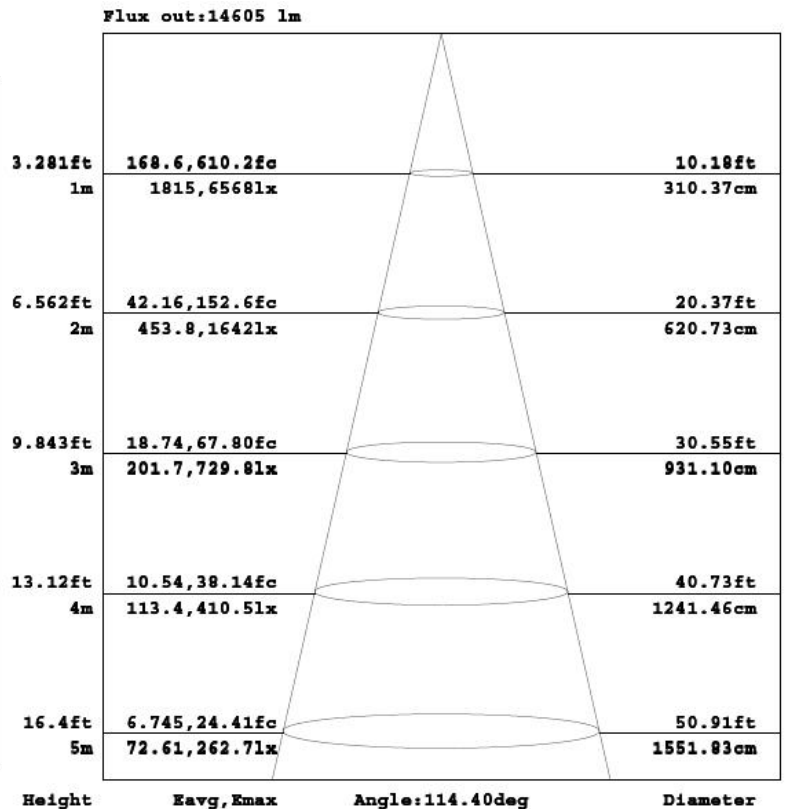 Flux out:14605 lm
3.281ft 168.6,610.2fc 10.18ft
1m 1815,6568lx 310.37cm
6.562ft 42.16,152.6fc 20.37ft
2m 453.8,1642lx 620.73cm
9.843ft 18.74,67.80fc 30.55ft
3m 201.7,729.8lx 931.10cm
13.12ft 10.54,38.14fc 40.73ft
4m 113.4,410.5lx 1241.46cm
16.4ft 6.745,24.41fc 50.91ft
5m 72.61,262.7lx 1551.83cm
Height Eavg,Emax Angle:114.40deg Diameter